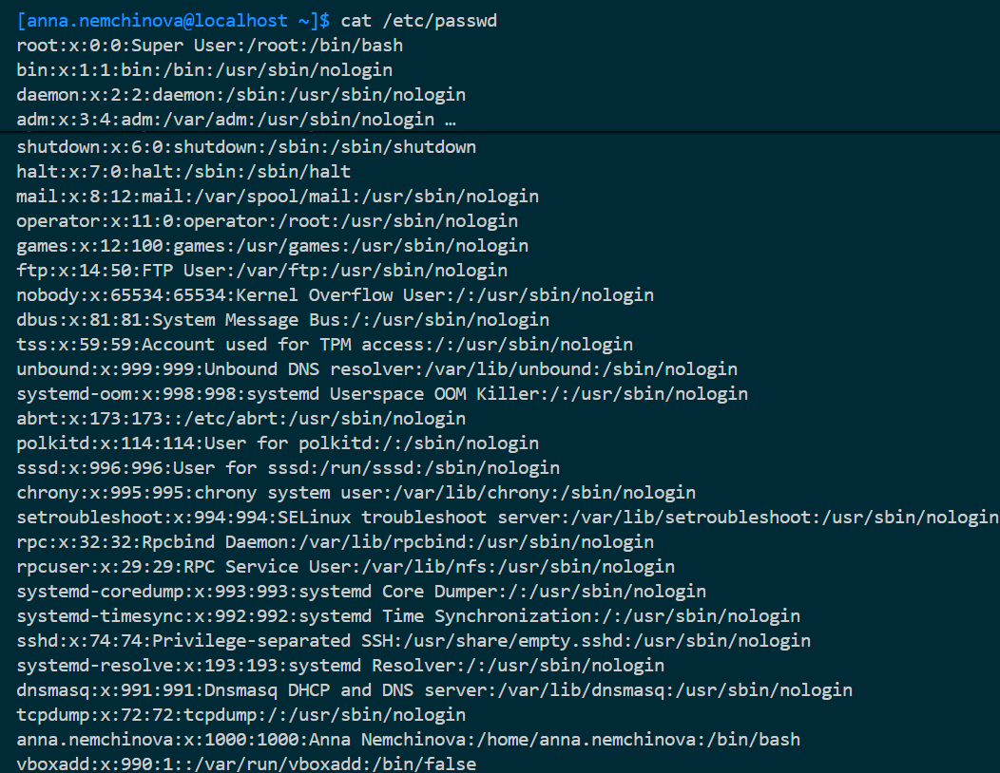 [anna.nemchinova@localhost ~]$ cat /etc/passwd
root:x:0:0:Super User:/root:/bin/bash
bin:x:1:1:bin:/bin:/usr/sbin/nologin
daemon:x:2:2:daemon:/sbin:/usr/sbin/nologin
adm:x:3:4:adm:/var/adm:/usr/sbin/nologin …
shutdown:x:6:0:shutdown:/sbin:/sbin/shutdown
halt:x:7:0:halt:/sbin:/sbin/halt
mail:x:8:12:mail:/var/spool/mail:/usr/sbin/nologin
operator:x:11:0:operator:/root:/usr/sbin/nologin
games:x:12:100:games:/usr/games:/usr/sbin/nologin
ftp:x:14:50:FTP User:/var/ftp:/usr/sbin/nologin
nobody:x:65534:65534:Kernel Overflow User:/:/usr/sbin/nologin
dbus:x:81:81:System Message Bus:/:/usr/sbin/nologin
tss:x:59:59:Account used for TPM access:/:/usr/sbin/nologin
unbound:x:999:999:Unbound DNS resolver:/var/lib/unbound:/sbin/nologin
systemd-oom:x:998:998:systemd Userspace OOM Killer:/:/usr/sbin/nologin
abrt:x:173:173::/etc/abrt:/usr/sbin/nologin
polkitd:x:114:114:User for polkitd:/:/sbin/nologin
sssd:x:996:996:User for sssd:/run/sssd:/sbin/nologin
chrony:x:995:995:chrony system user:/var/lib/chrony:/sbin/nologin
setroubleshoot:x:994:994:SELinux troubleshoot server:/var/lib/setroubleshoot:/usr/sbin/nologin
rpc:x:32:32:Rpcbind Daemon:/var/lib/rpcbind:/usr/sbin/nologin
rpcuser:x:29:29:RPC Service User:/var/lib/nfs:/usr/sbin/nologin
systemd-coredump:x:993:993:systemd Core Dumper:/:/usr/sbin/nologin
systemd-timesync:x:992:992:systemd Time Synchronization:/:/usr/sbin/nologin
sshd:x:74:74:Privilege-separated SSH:/usr/share/empty.sshd:/usr/sbin/nologin
systemd-resolve:x:193:193:systemd Resolver:/:/usr/sbin/nologin
dnsmasq:x:991:991:Dnsmasq DHCP and DNS server:/var/lib/dnsmasq:/usr/sbin/nologin
tcpdump:x:72:72:tcpdump:/:/usr/sbin/nologin
anna.nemchinova:x:1000:1000:Anna Nemchinova:/home/anna.nemchinova:/bin/bash
vboxadd:x:990:1::/var/run/vboxadd:/bin/false